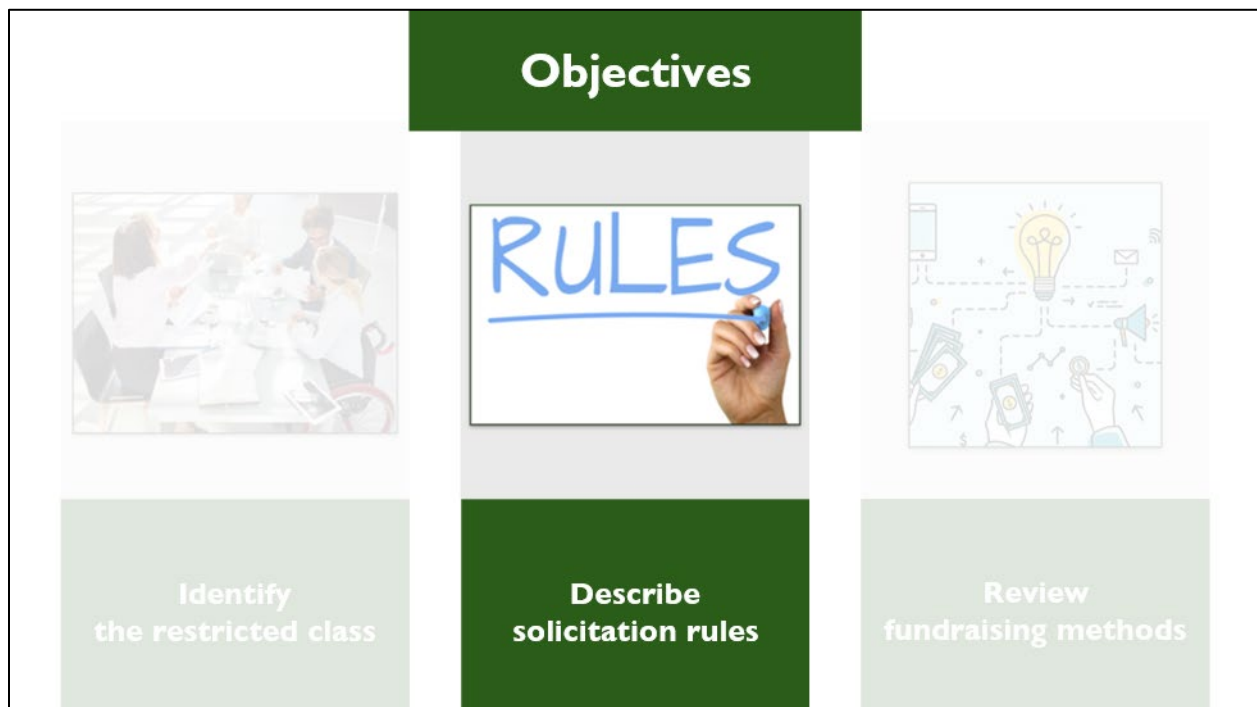 Objectives
RULES
Identify
the restricted class
Describe
solicitation rules
Review
fundraising methods